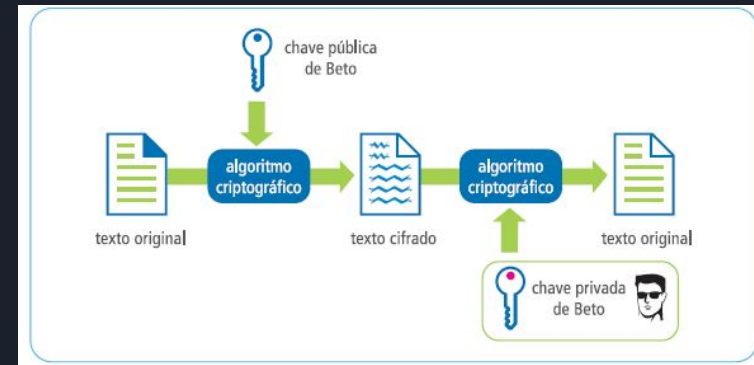 chave pública
de Beto
algoritmo
criptográfico
algoritmo
criptográfico
texto original
texto cifrado
texto original
chave privada
de Beto